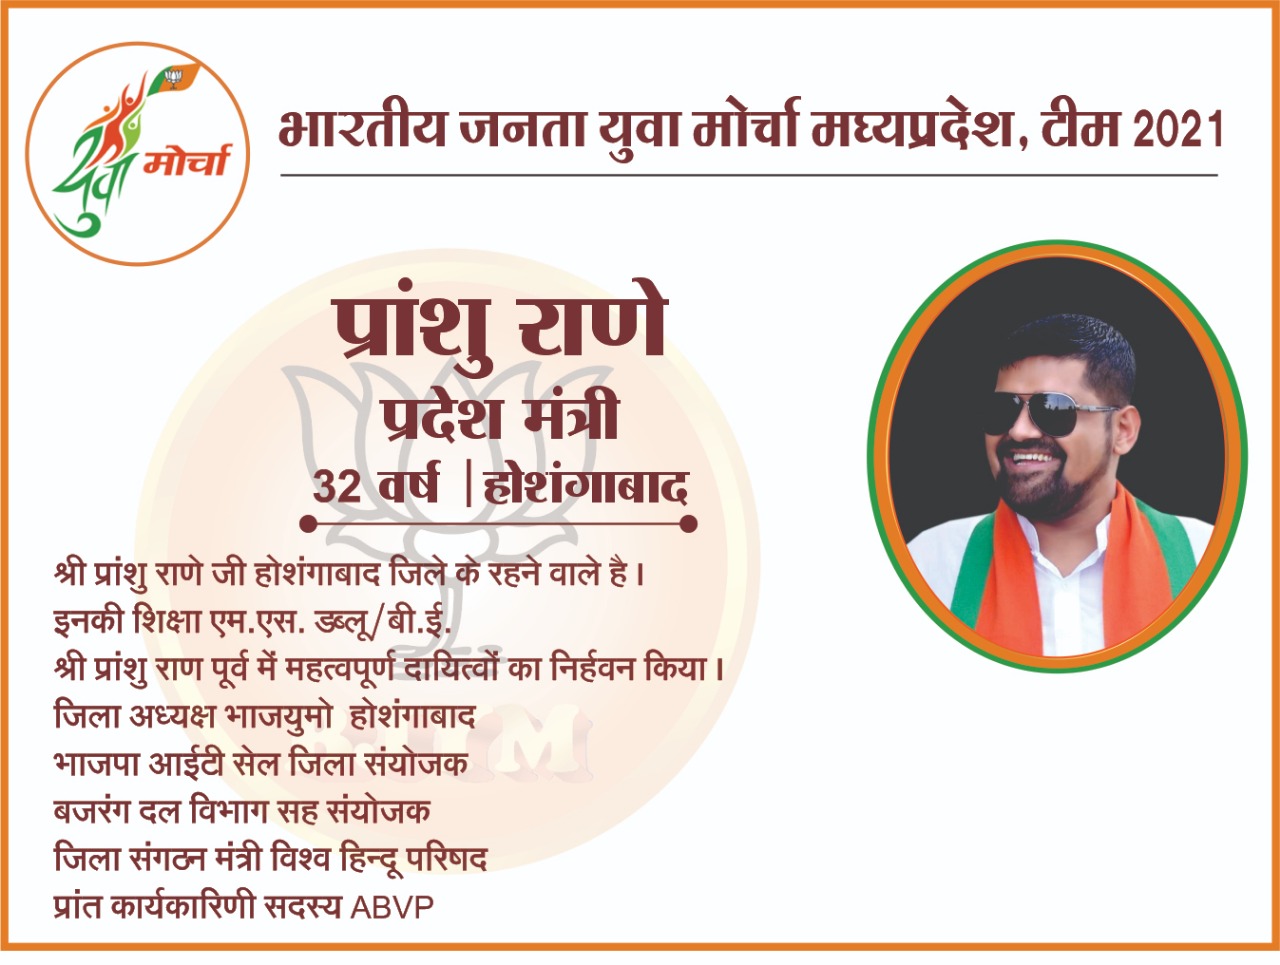 युवा मोर्चा
भारतीय जनता युवा मोर्चा मध्यप्रदेश, टीम 2021
प्रांशु राणे
प्रदेश मंत्री
32 वर्ष | होशंगाबाद
श्री प्रांशु राणे जी होशंगाबाद जिले के रहने वाले है।
इनकी शिक्षा एम.एस. डब्लू/बी.ई.
श्री प्रांशु राण पूर्व में महत्वपूर्ण दायित्वों का निर्हवन किया।
जिला अध्यक्ष भाजयुमो होशंगाबाद
भाजपा आईटी सेल जिला संयोजक
बजरंग दल विभाग सह संयोजक
जिला संगठन मंत्री विश्व हिन्दू परिषद
प्रांत कार्यकारिणी सदस्य ABVP